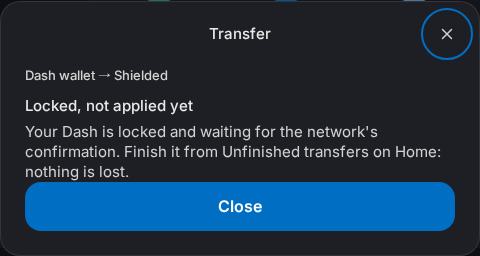 Transfer
Dash wallet → Shielded
Locked, not applied yet
Your Dash is locked and waiting for the network's
confirmation. Finish it from Unfinished transfers on Home:
nothing is lost.
Close